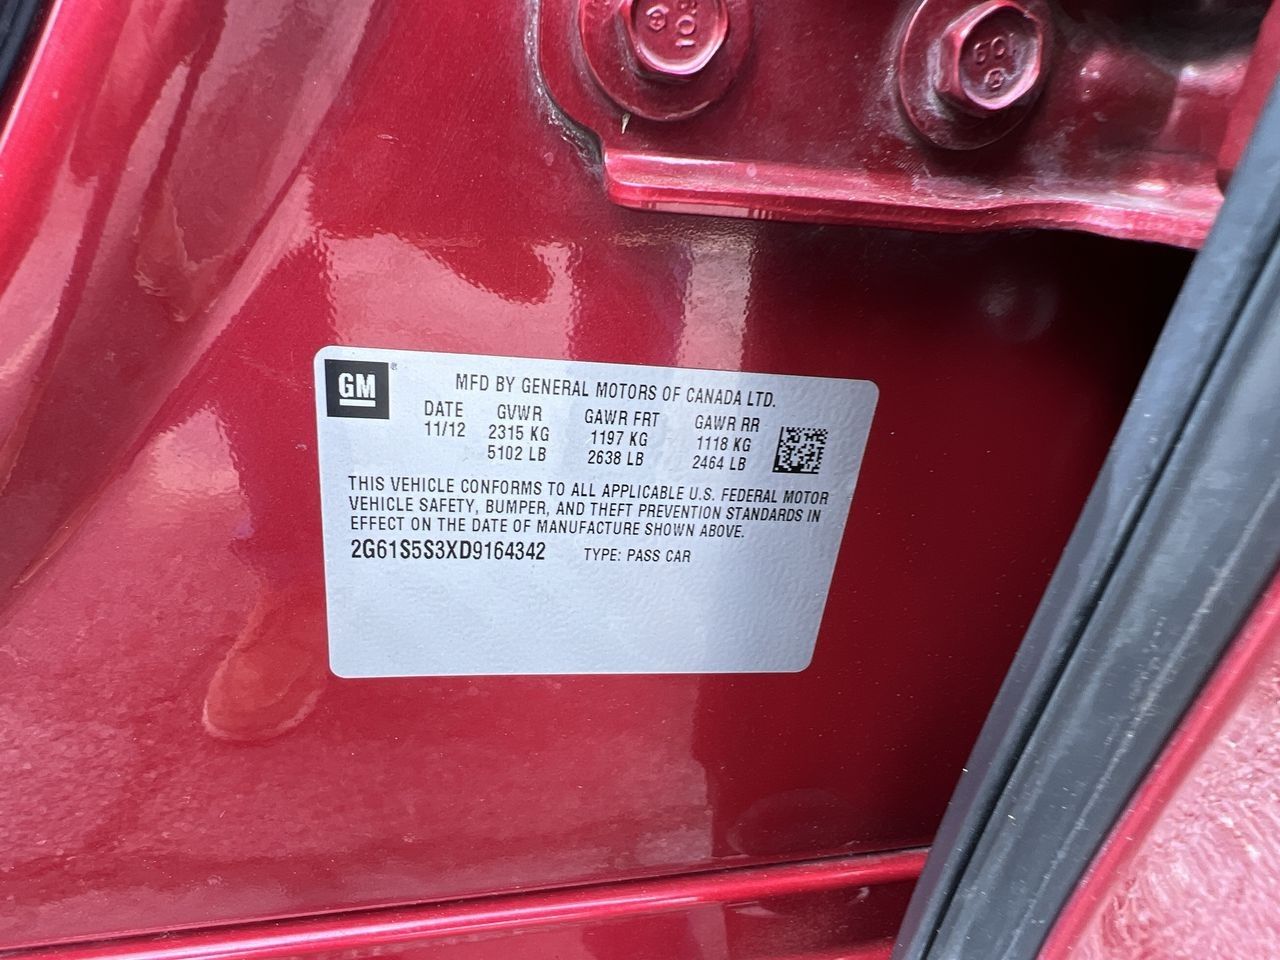 103
109
GM
MFD BY GENERAL MOTORS OF CANADA LTD.
DATE GVWR GAWR FRT GAWR RR
11/12 2315 KG 1197 KG 1118 KG
5102 LB 2638 LB 2464 LB
THIS VEHICLE CONFORMS TO ALL APPLICABLE U.S. FEDERAL MOTOR
VEHICLE SAFETY, BUMPER, AND THEFT PREVENTION STANDARDS IN
EFFECT ON THE DATE OF MANUFACTURE SHOWN ABOVE.
2G61S5S3XD9164342 TYPE: PASS CAR